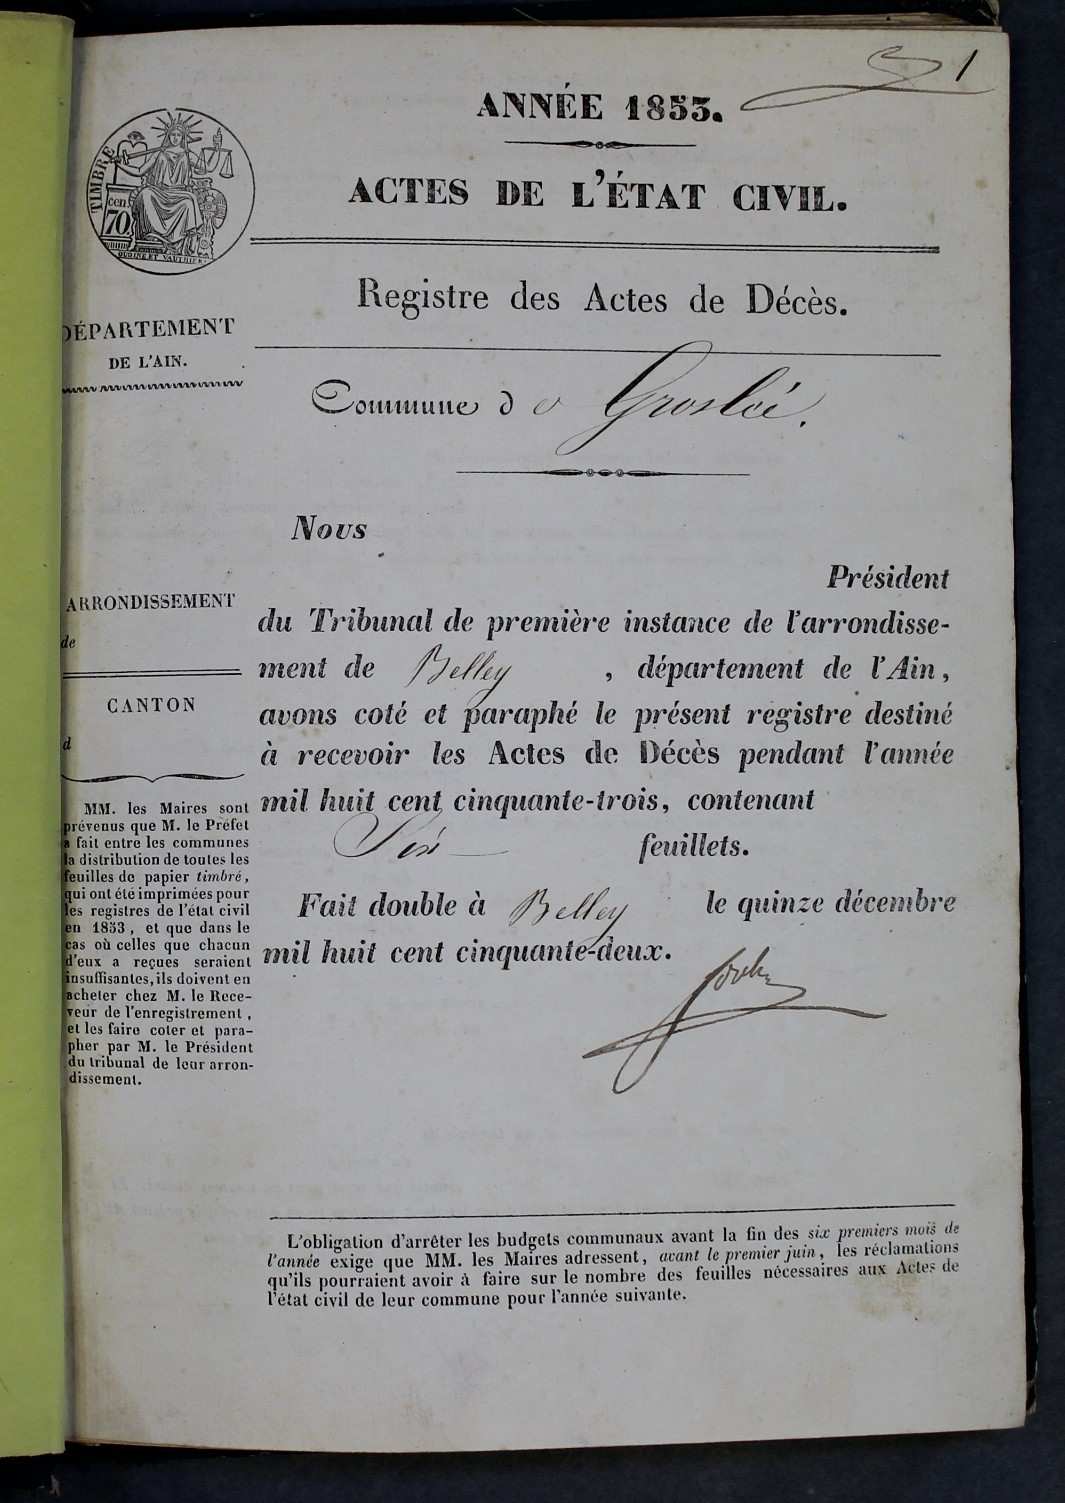 1
ANNÉE 1853.
ACTES DE L'ÉTAT CIVIL.
TIMBRE
cen.
70
OUDINE ET VAUTHIER
Registre des Actes de Décès.
DÉPARTEMENT
DE L'AIN.
Commune de Groslée.
Nous
Président
du Tribunal de première instance de l'arrondisse-
ment de Belley , département de l'Ain,
avons coté et paraphé le présent registre destiné
à recevoir les Actes de Décès pendant l'année
mil huit cent cinquante-trois, contenant
Six feuillets.
Fait double à Belley le quinze décembre
mil huit cent cinquante-deux.
ARRONDISSEMENT
de
CANTON
d
MM. les Maires sont
prévenus que M. le Préfet
a fait entre les communes
la distribution de toutes les
feuilles de papier timbré,
qui ont été imprimées pour
les registres de l'état civil
en 1853, et que dans le
cas où celles que chacun
d'eux a reçues seraient
insuffisantes, ils doivent en
acheter chez M. le Rece-
veur de l'enregistrement,
et les faire coter et para-
pher par M. le Président
du tribunal de leur arron-
dissement.
L'obligation d'arrêter les budgets communaux avant la fin des six premiers mois de
l'année exige que MM. les Maires adressent, avant le premier juin, les réclamations
qu'ils pourraient avoir à faire sur le nombre des feuilles nécessaires aux Actes de
l'état civil de leur commune pour l'année suivante.